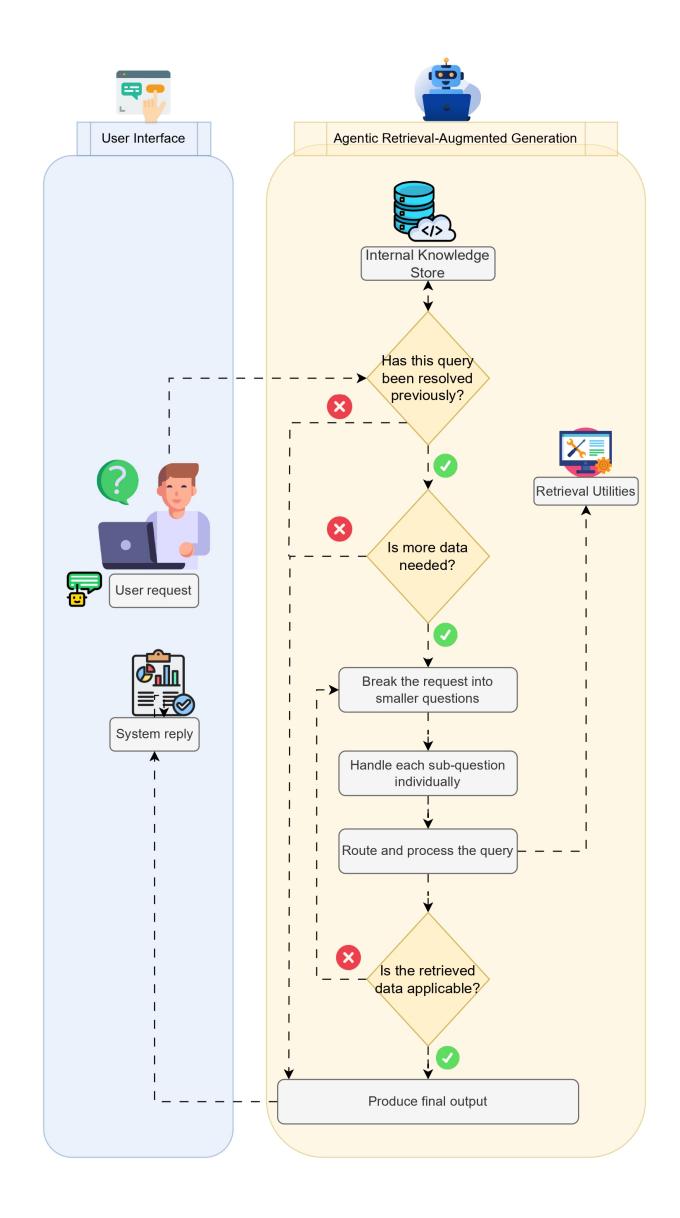 User Interface
Agentic Retrieval-Augmented Generation
Internal Knowledge
Store
Has this query
been resolved
previously?
Retrieval Utilities
Is more data
needed?
User request
Break the request into
smaller questions
System reply
Handle each sub-question
individually
Route and process the query
Is the retrieved
data applicable?
Produce final output